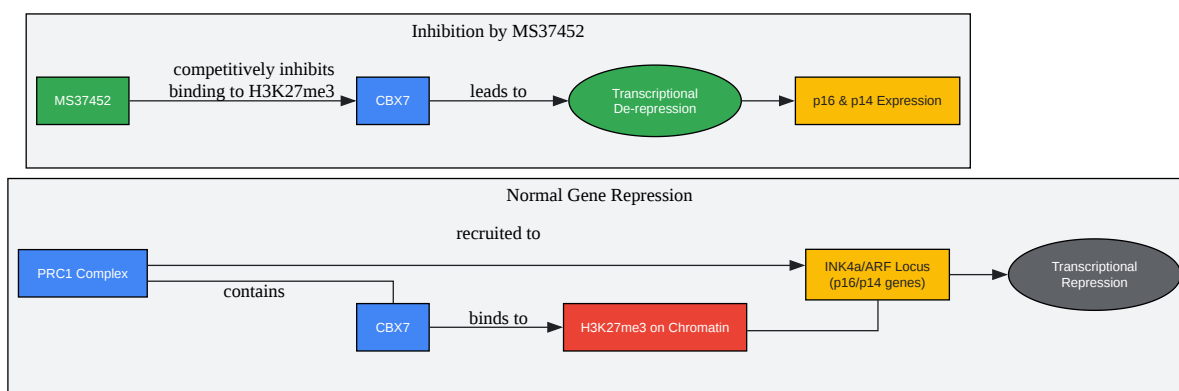 Inhibition by MS37452
MS37452
competitively inhibits
binding to H3K27me3
CBX7
leads to
Transcriptional
De-repression
p16 & p14 Expression
Normal Gene Repression
PRC1 Complex
recruited to
contains
CBX7
binds to
H3K27me3 on Chromatin
INK4a/ARF Locus
(p16/p14 genes)
Transcriptional
Repression